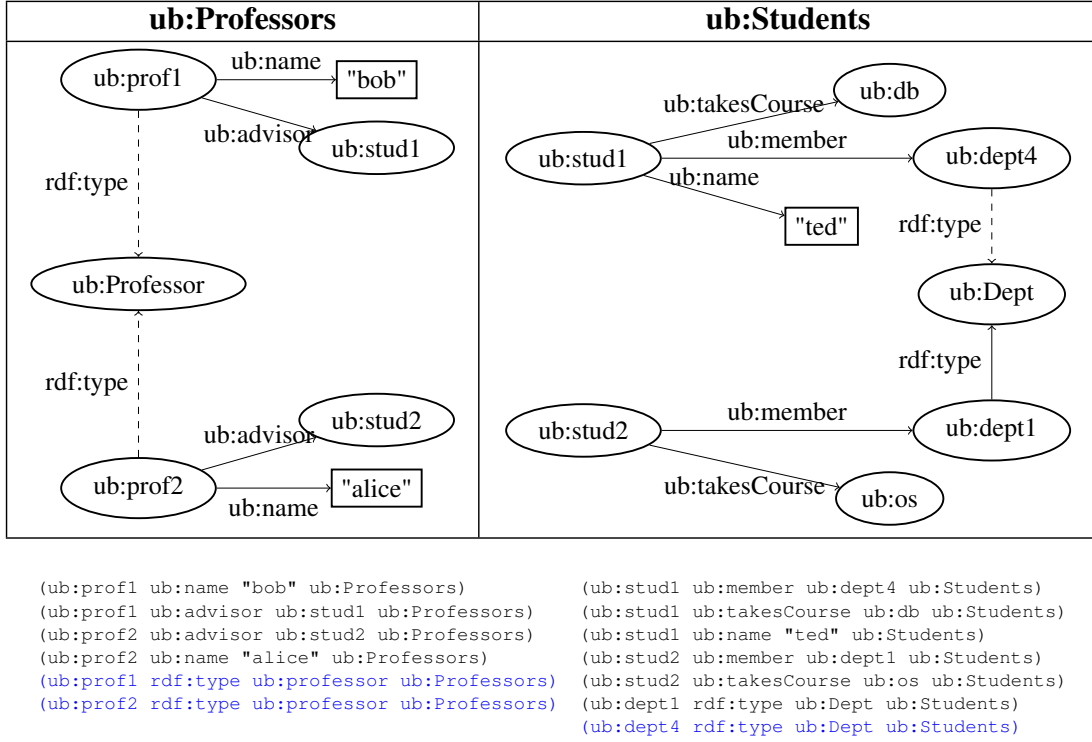 ub:Professors
ub:Students
ub:prof1
ub:name
"bob"
ub:advisor
ub:stud1
rdf:type
ub:Professor
rdf:type
ub:stud2
ub:advisor
ub:prof2
"alice"
ub:name
ub:db
ub:takesCourse
ub:member
ub:stud1
ub:dept4
ub:name
"ted"
rdf:type
ub:Dept
rdf:type
ub:member
ub:stud2
ub:dept1
ub:takesCourse
ub:os
(ub:prof1 ub:name "bob" ub:Professors)
(ub:prof1 ub:advisor ub:stud1 ub:Professors)
(ub:prof2 ub:advisor ub:stud2 ub:Professors)
(ub:prof2 ub:name "alice" ub:Professors)
(ub:prof1 rdf:type ub:professor ub:Professors)
(ub:prof2 rdf:type ub:professor ub:Professors)
(ub:stud1 ub:member ub:dept4 ub:Students)
(ub:stud1 ub:takesCourse ub:db ub:Students)
(ub:stud1 ub:name "ted" ub:Students)
(ub:stud2 ub:member ub:dept1 ub:Students)
(ub:stud2 ub:takesCourse ub:os ub:Students)
(ub:dept1 rdf:type ub:Dept ub:Students)
(ub:dept4 rdf:type ub:Dept ub:Students)